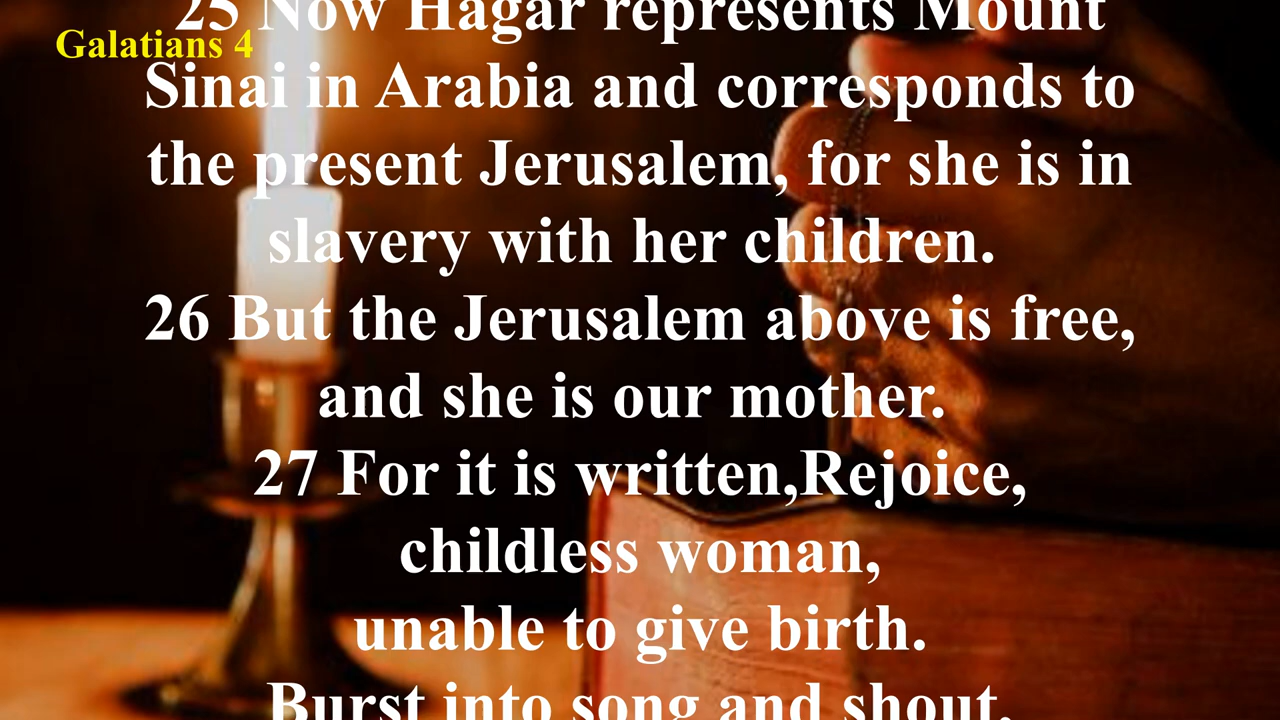 Galatians 4
25 Now Hagar represents Mount
Sinai in Arabia and corresponds to
the present Jerusalem, for she is in
slavery with her children.
26 But the Jerusalem above is free,
and she is our mother.
27 For it is written,Rejoice,
childless woman,
unable to give birth.
Burst into song and shout,